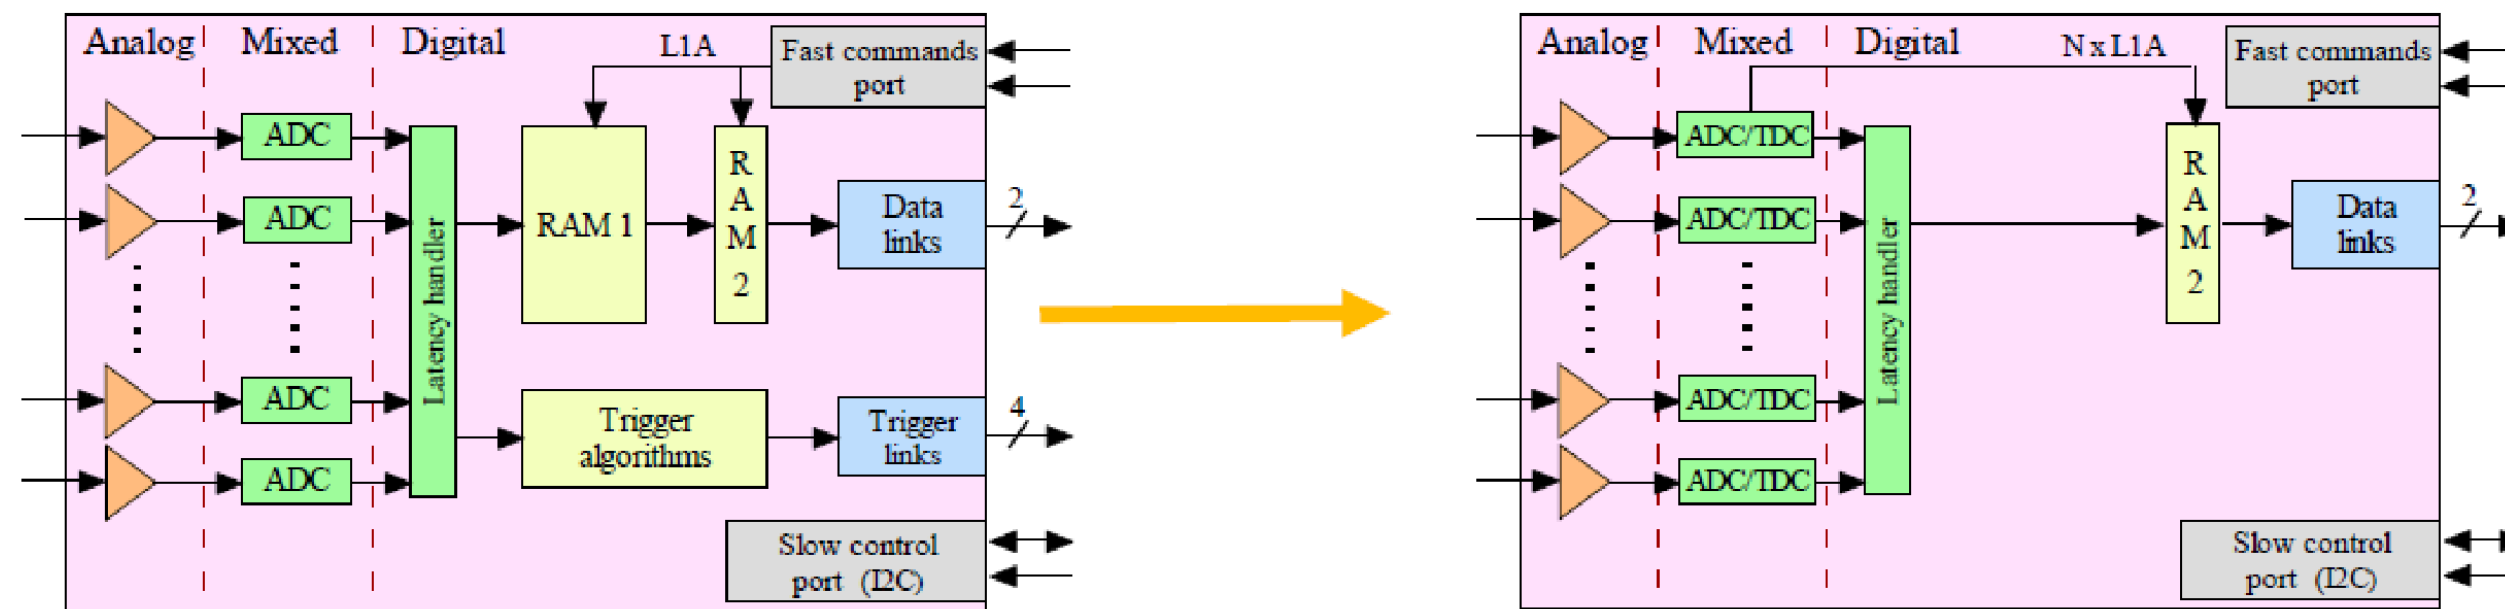 Analog
Mixed
Digital
L1A
Fast commands
port
ADC
ADC
ADC
ADC
Latency handler
RAM 1
R
A
M
2
Data
links
2
Trigger
algorithms
Trigger
links
4
Slow control
port (I2C)
Analog
Mixed
Digital
N x L1A
Fast commands
port
ADC/TDC
ADC/TDC
ADC/TDC
ADC/TDC
Latency handler
R
A
M
2
Data
links
2
Slow control
port (I2C)